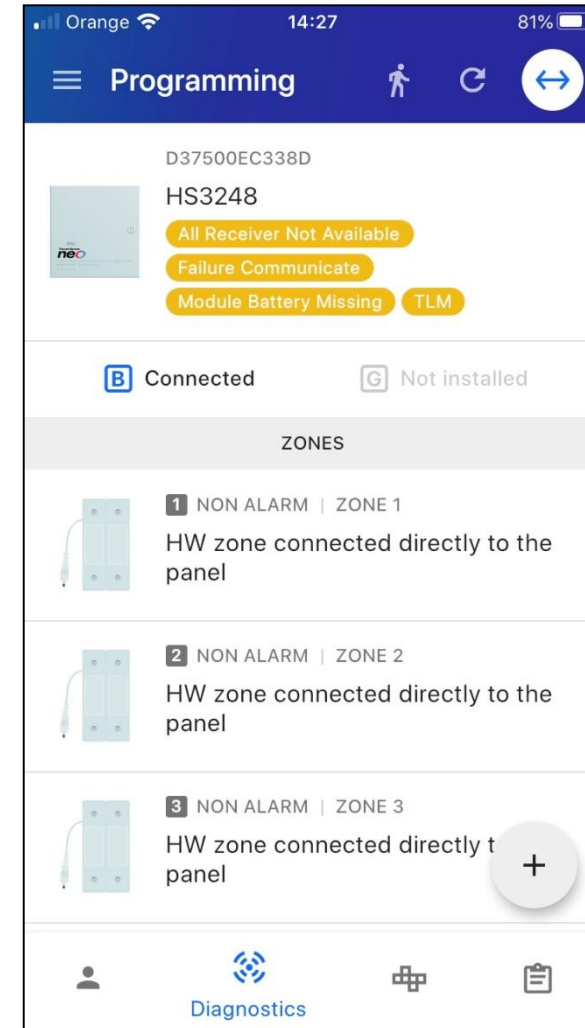 Orange 14:27 81%
Programming
D37500EC338D
HS3248
All Receiver Not Available
Failure Communicate
Module Battery Missing TLM
neo
B Connected G Not installed
ZONES
1 NON ALARM | ZONE 1
HW zone connected directly to the
panel
2 NON ALARM | ZONE 2
HW zone connected directly to the
panel
3 NON ALARM | ZONE 3
HW zone connected directly t
panel
+
Diagnostics